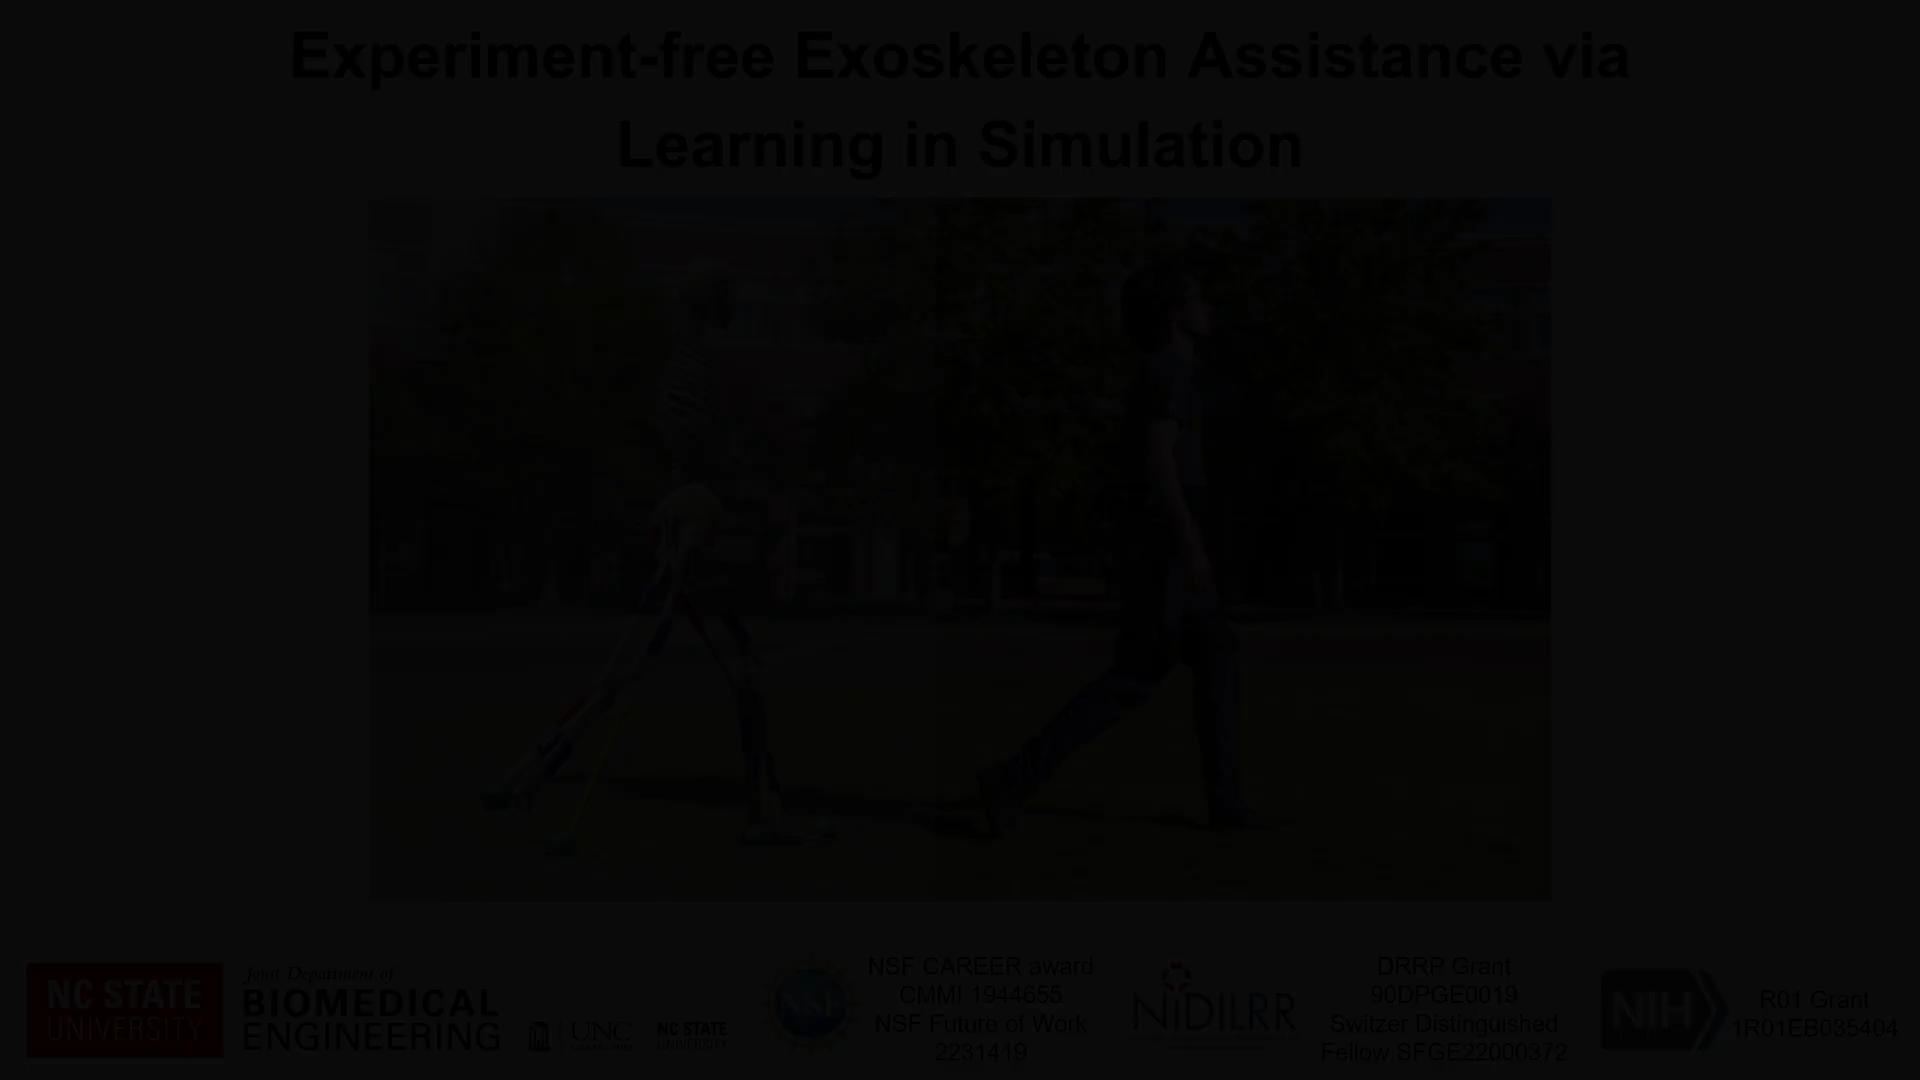 Experiment-free Exoskeleton Assistance via
Learning in Simulation
NC STATE
UNIVERSITY
Joint Department of
BIOMEDICAL
ENGINEERING
UNC
NC STATE
UNIVERSITY
NSF
NSF CAREER award
CMMI 1944655
NSF Future of Work
2231419
NIDILRR
DRRP Grant
90DPGE0019
Switzer Distinguished
Fellow SFGE22000372
NIH
R01 Grant
1R01EB035404